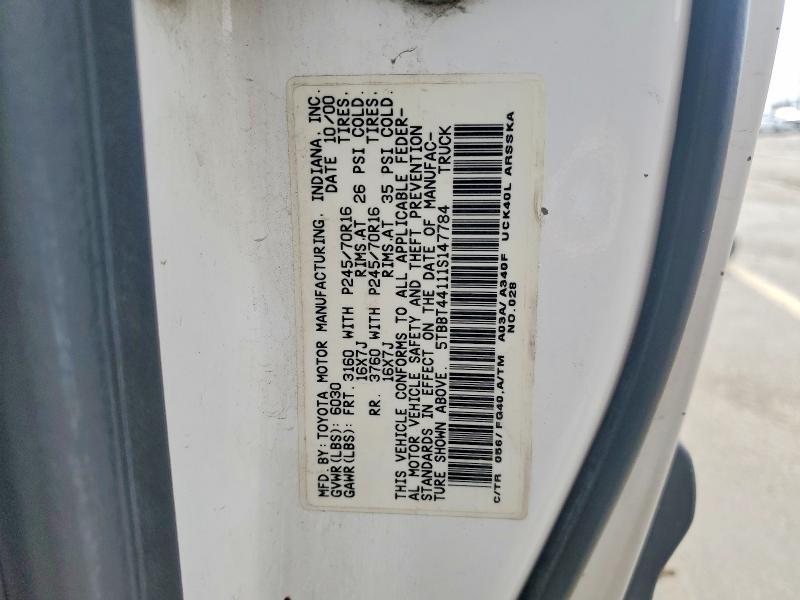 MFD. BY: TOYOTA MOTOR MANUFACTURING, INDIANA, INC.
GVWR(LBS): 6030 DATE 10/00
GAWR(LBS): FRT. 3160 WITH P245/70R16 TIRES,
16X7J RIMS,AT 26 PSI COLD.
RR. 3760 WITH P245/70R16 TIRES,
16X7J RIMS,AT 35 PSI COLD.
THIS VEHICLE CONFORMS TO ALL APPLICABLE FEDER-
AL MOTOR VEHICLE SAFETY AND THEFT PREVENTION
STANDARDS IN EFFECT ON THE DATE OF MANUFAC-
TURE SHOWN ABOVE. 5TBBT44111S147784 TRUCK
C/TR 056/FG40,A/TM A03A/A340F UCK40L ARSSKA
NO.028